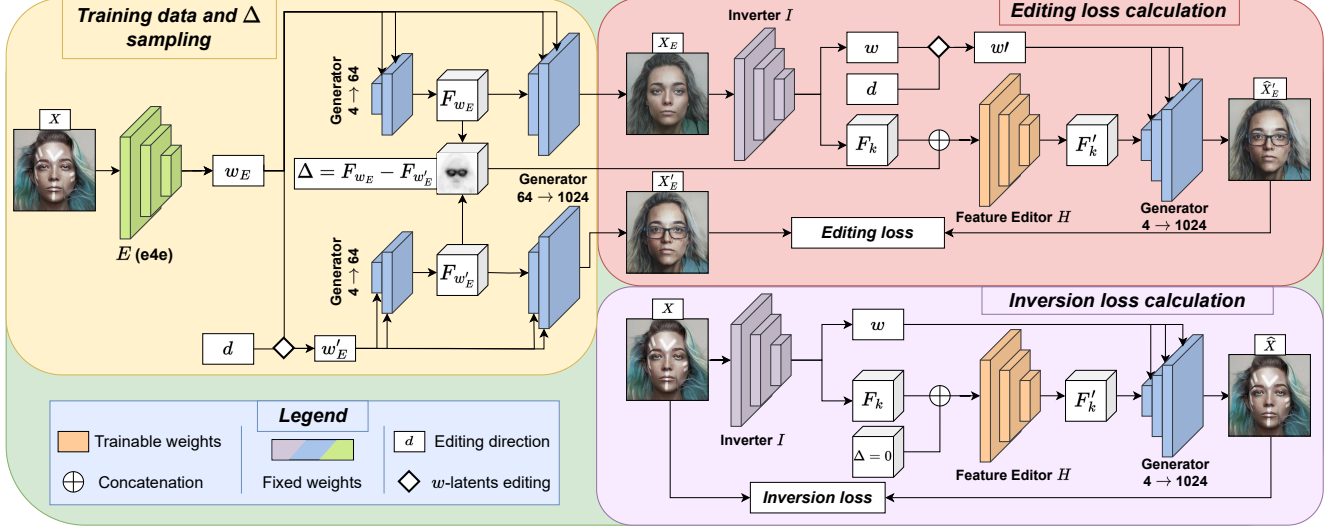 Training data and Δ
sampling
X
E (e4e)
w_E
Generator
4 → 64
F_{w_E}
Δ = F_{w_E} − F_{w'_E}
Generator
64 → 1024
Generator
4 → 64
F_{w'_E}
d
w'_E
Editing loss calculation
X_E
Inverter I
w
d
w'
F_k
Feature Editor H
F'_k
Generator
4 → 1024
X̂'_E
X'_E
Editing loss
Inversion loss calculation
X
Inverter I
w
F_k
Δ = 0
Feature Editor H
F'_k
Generator
4 → 1024
X̂
Inversion loss
Legend
Trainable weights
Concatenation
Fixed weights
d
Editing direction
w-latents editing